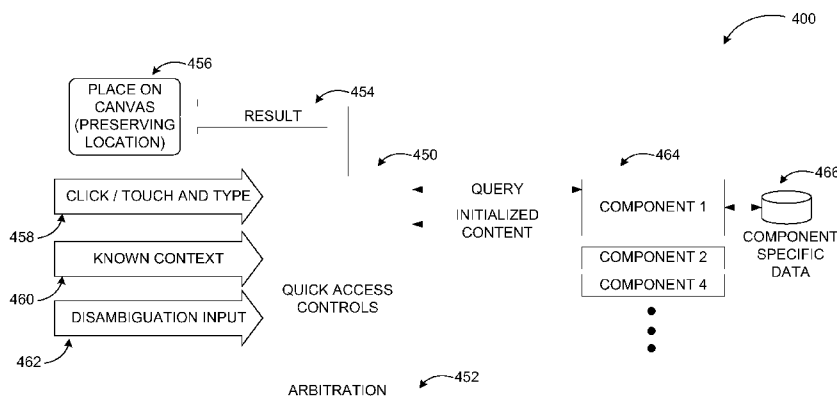 400
456
PLACE ON
CANVAS
(PRESERVING
LOCATION)
454
RESULT
450
464
466
CLICK / TOUCH AND TYPE
458
QUERY
INITIALIZED
CONTENT
COMPONENT 1
COMPONENT
SPECIFIC
DATA
KNOWN CONTEXT
460
COMPONENT 2
COMPONENT 4
QUICK ACCESS
CONTROLS
DISAMBIGUATION INPUT
462
ARBITRATION
452